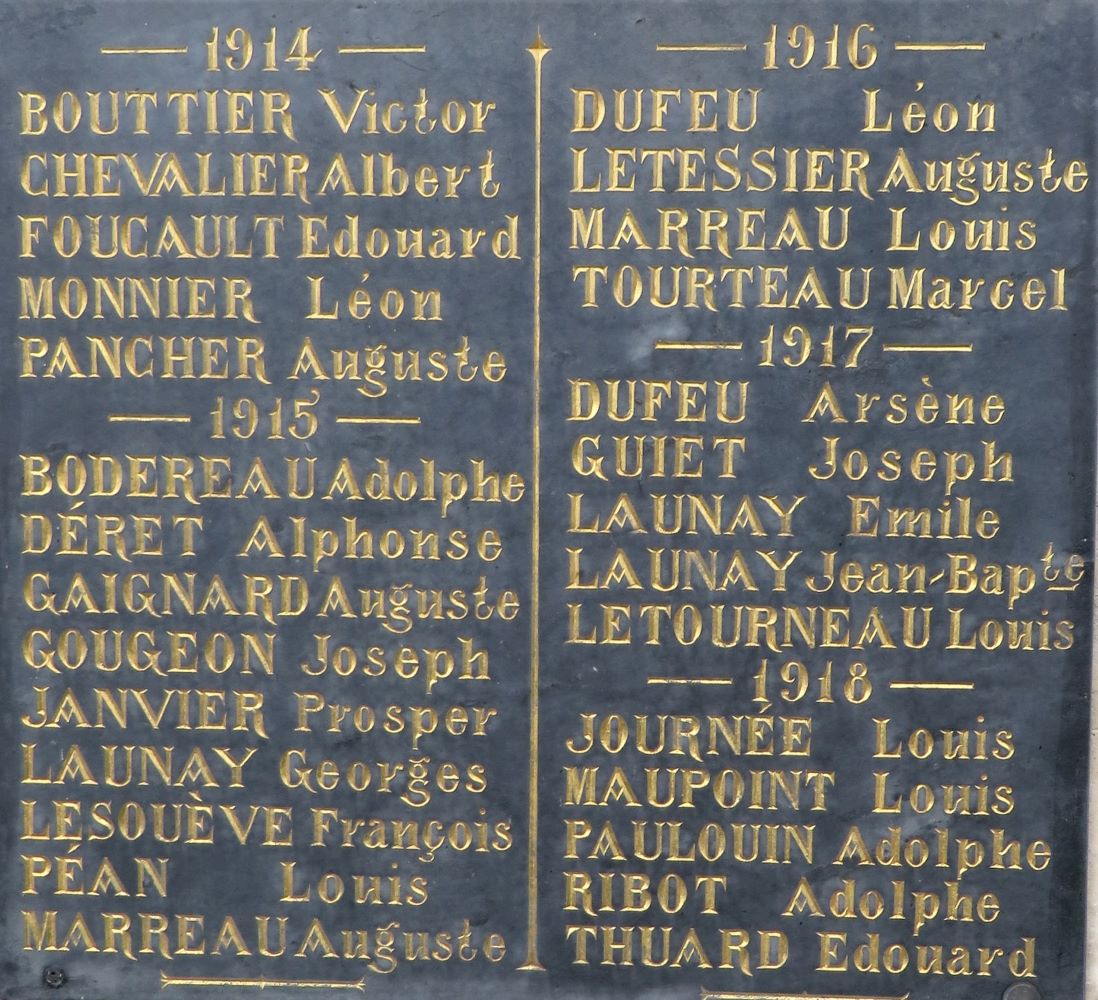 1914
BOUTTIER Victor
CHEVALIER Albert
FOUCAULT Edouard
MONNIER Léon
PANCHER Auguste
1915
BODEREAU Adolphe
DÉRET Alphonse
GAIGNARD Auguste
GOUGEON Joseph
JANVIER Prosper
LAUNAY Georges
LESOUÈVE François
PÉAN Louis
MARREAU Auguste
1916
DUFEU Léon
LETESSIER Auguste
MARREAU Louis
TOURTEAU Marcel
1917
DUFEU Arsène
GUIET Joseph
LAUNAY Emile
LAUNAY Jean-Bapte
LETOURNEAU Louis
1918
JOURNÉE Louis
MAUPOINT Louis
PAULOUIN Adolphe
RIBOT Adolphe
THUARD Edouard